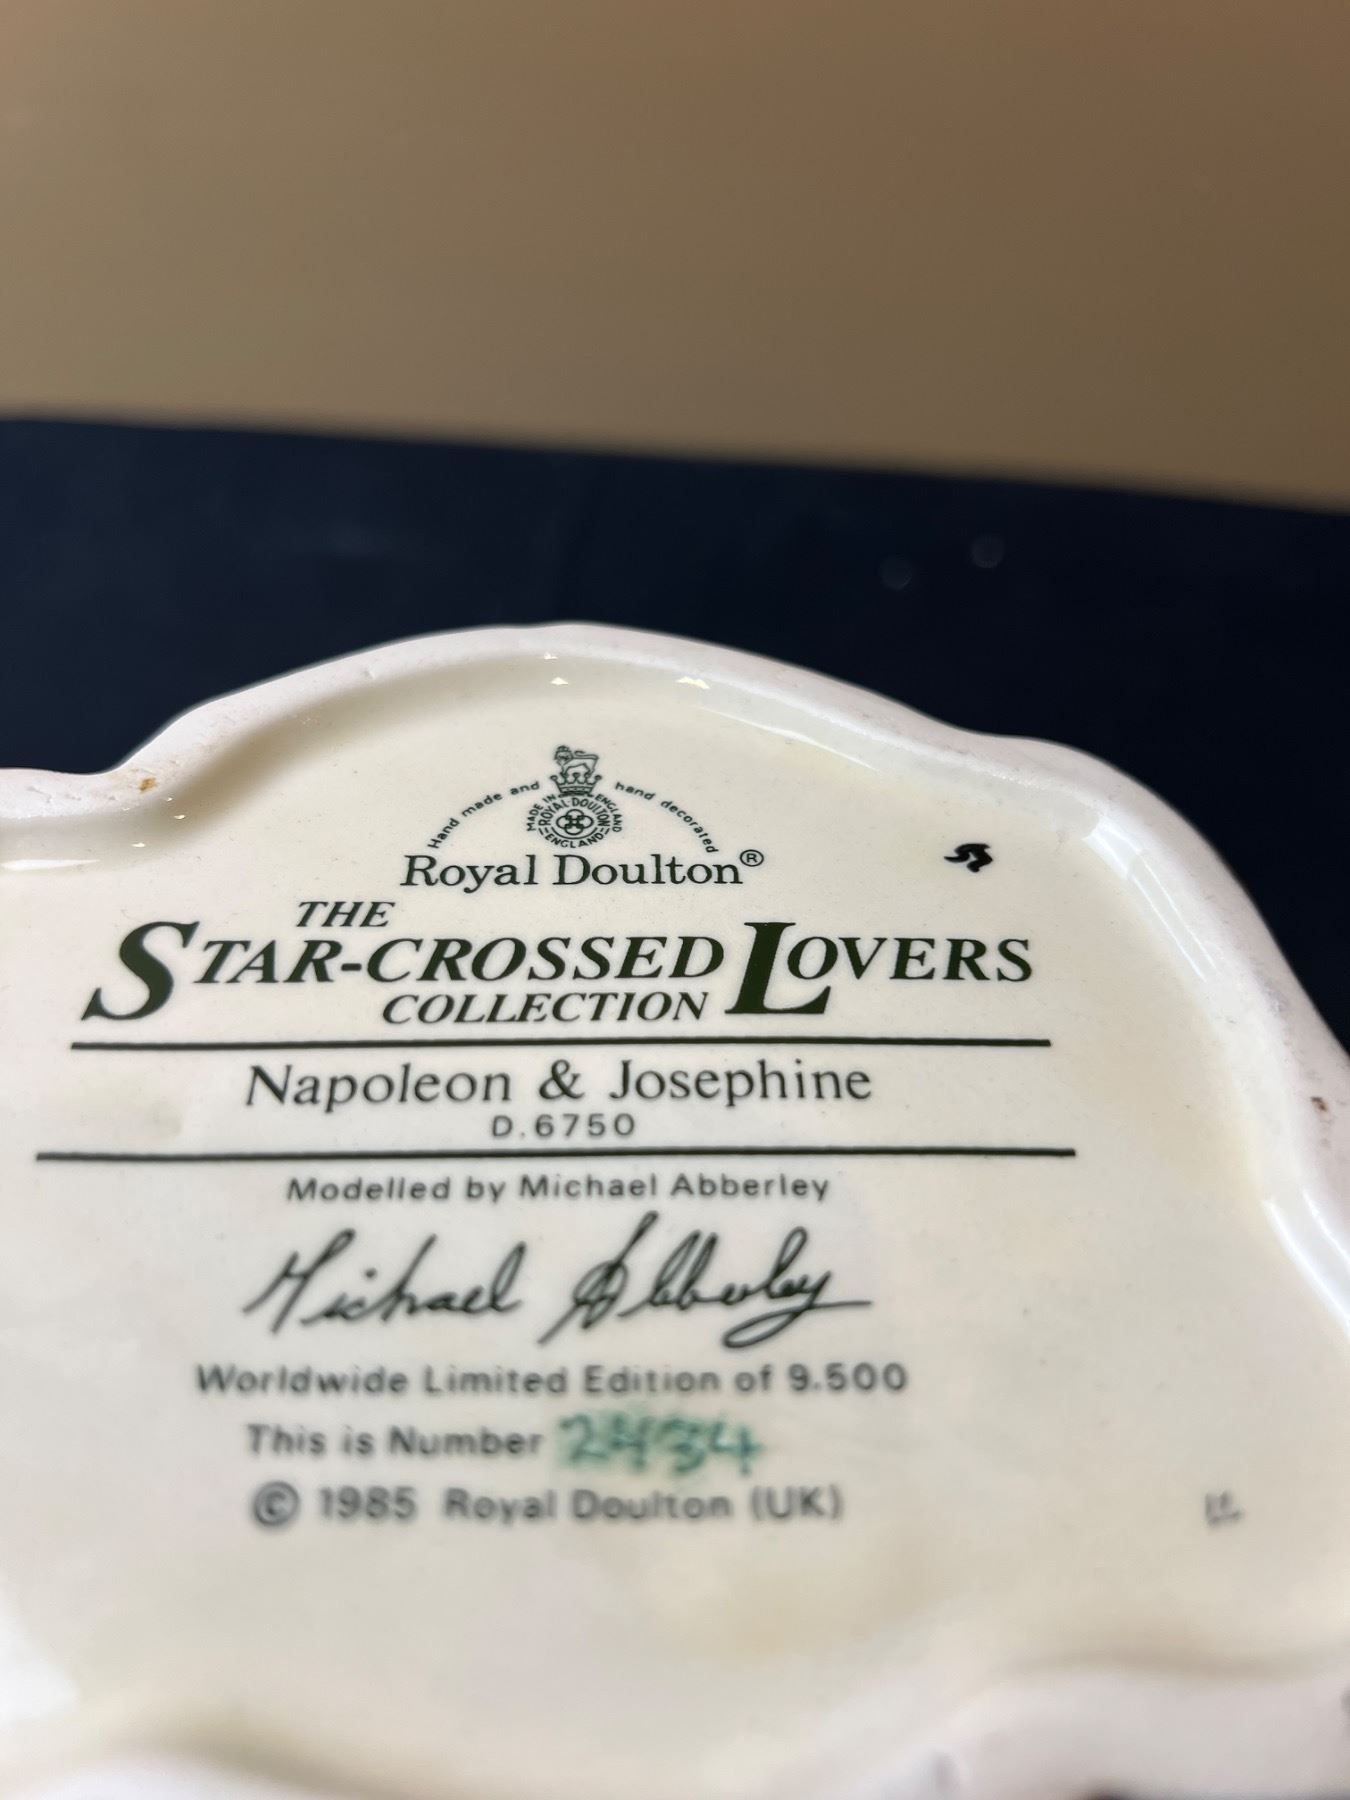 Hand made and hand decorated
MADE IN ENGLAND
ROYAL·DOULTON
ENGLAND
Royal Doulton®
THE
STAR-CROSSED LOVERS
COLLECTION
Napoleon & Josephine
D.6750
Modelled by Michael Abberley
Michael Abberley
Worldwide Limited Edition of 9.500
This is Number
© 1985 Royal Doulton (UK)